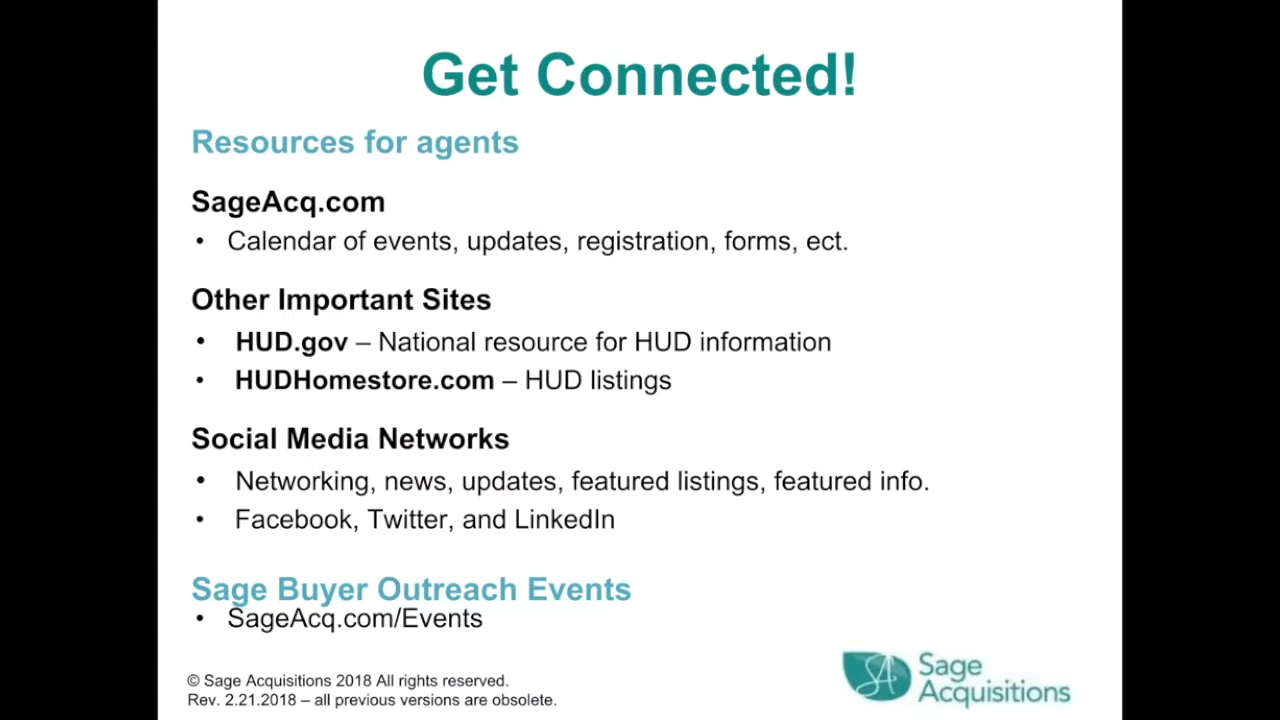 Get Connected!
Resources for agents
SageAcq.com
• Calendar of events, updates, registration, forms, ect.
Other Important Sites
• HUD.gov – National resource for HUD information
• HUDHomestore.com – HUD listings
Social Media Networks
• Networking, news, updates, featured listings, featured info.
• Facebook, Twitter, and LinkedIn
Sage Buyer Outreach Events
• SageAcq.com/Events
© Sage Acquisitions 2018 All rights reserved.
Rev. 2.21.2018 – all previous versions are obsolete.
SA
Sage
Acquisitions